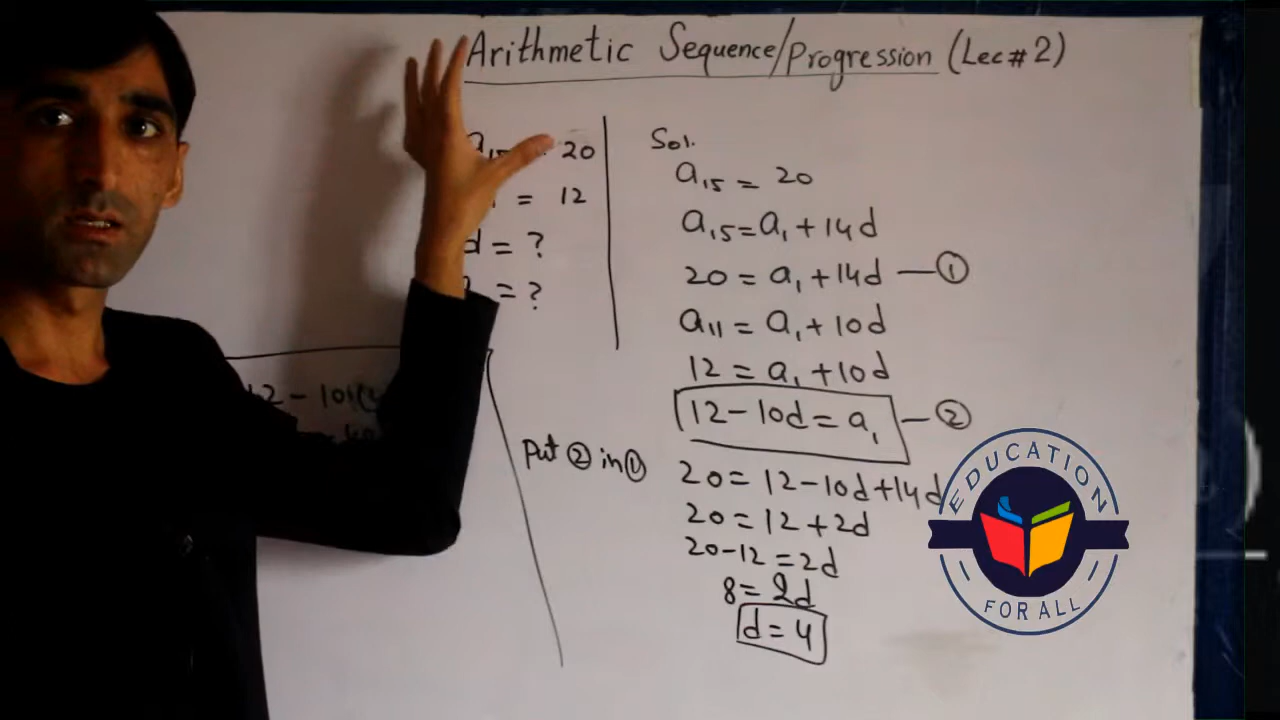 Arithmetic Sequence/Progression (Lec# 2)
a15 = 20
= 12
d = ?
= ?
Sol.
a15 = 20
a15 = a1 + 14d
20 = a1 + 14d — ①
a11 = a1 + 10d
12 = a1 + 10d
12 - 10d = a1 — ②
Put ② in ①
20 = 12 - 10d + 14d
20 = 12 + 2d
20 - 12 = 2d
8 = 2d
d = 4
EDUCATION
FOR ALL